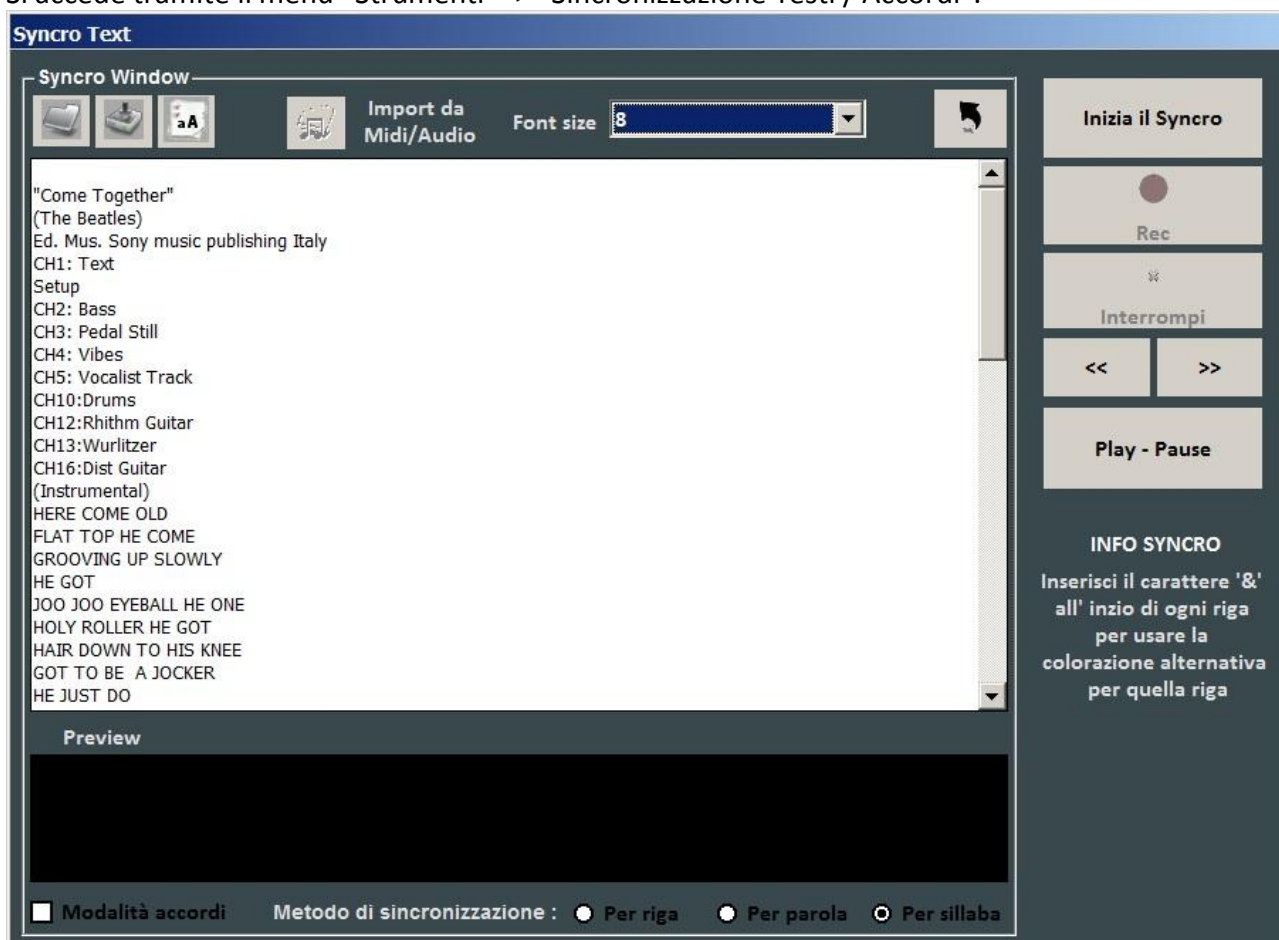 Si accede tramite il menu "Strumenti" -> "Sincronizzazione Testi / Accordi".
Syncro Text
Syncro Window
aA
Import da
Midi/Audio
Font size
8
Inizia il Syncro
"Come Together"
(The Beatles)
Ed. Mus. Sony music publishing Italy
CH1: Text
Setup
CH2: Bass
CH3: Pedal Still
CH4: Vibes
CH5: Vocalist Track
CH10:Drums
CH12:Rhithm Guitar
CH13:Wurlitzer
CH16:Dist Guitar
(Instrumental)
HERE COME OLD
FLAT TOP HE COME
GROOVING UP SLOWLY
HE GOT
JOO JOO EYEBALL HE ONE
HOLY ROLLER HE GOT
HAIR DOWN TO HIS KNEE
GOT TO BE  A JOCKER
HE JUST DO
Rec
Interrompi
<< >>
Play - Pause
INFO SYNCRO
Inserisci il carattere '&'
all' inzio di ogni riga
per usare la
colorazione alternativa
per quella riga
Preview
Modalità accordi Metodo di sincronizzazione : Per riga Per parola Per sillaba